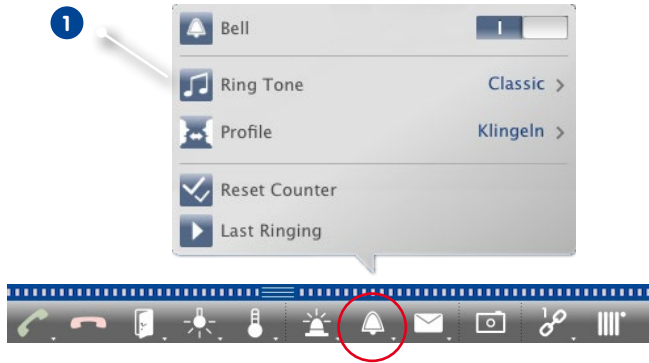 1
Bell
Ring Tone Classic >
Profile Klingeln >
Reset Counter
Last Ringing